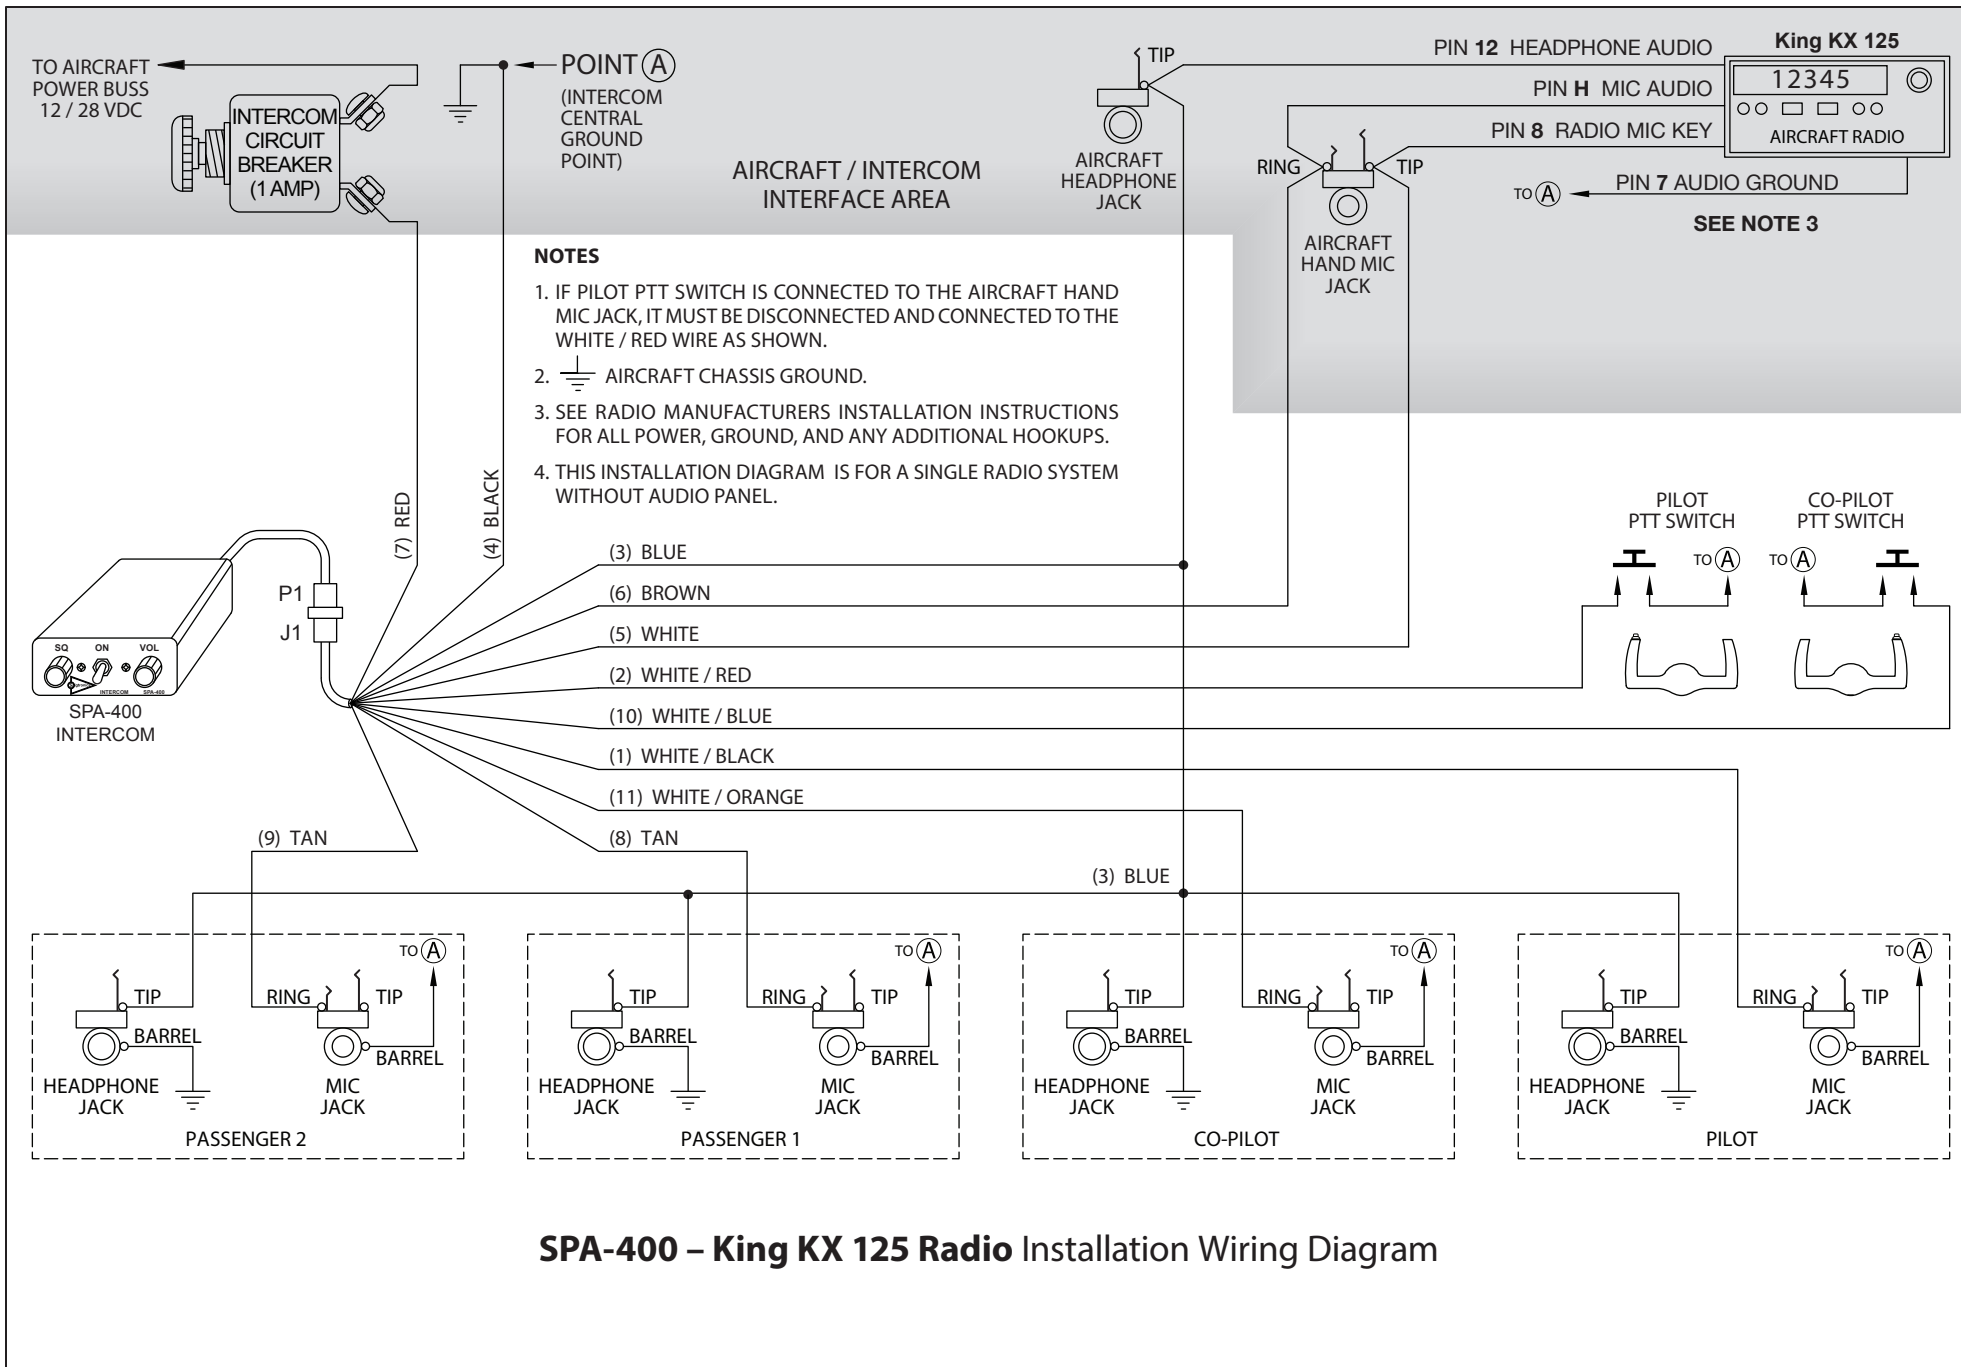 TO AIRCRAFT
POWER BUSS
12 / 28 VDC
INTERCOM
CIRCUIT
BREAKER
(1 AMP)
POINT A
(INTERCOM
CENTRAL
GROUND
POINT)
AIRCRAFT / INTERCOM
INTERFACE AREA
TIP
AIRCRAFT
HEADPHONE
JACK
PIN 12 HEADPHONE AUDIO
PIN H MIC AUDIO
PIN 8 RADIO MIC KEY
King KX 125
12345
AIRCRAFT RADIO
RING
TIP
AIRCRAFT
HAND MIC
JACK
TO A
PIN 7 AUDIO GROUND
SEE NOTE 3
NOTES
1. IF PILOT PTT SWITCH IS CONNECTED TO THE AIRCRAFT HAND
MIC JACK, IT MUST BE DISCONNECTED AND CONNECTED TO THE
WHITE / RED WIRE AS SHOWN.
2. AIRCRAFT CHASSIS GROUND.
3. SEE RADIO MANUFACTURERS INSTALLATION INSTRUCTIONS
FOR ALL POWER, GROUND, AND ANY ADDITIONAL HOOKUPS.
4. THIS INSTALLATION DIAGRAM IS FOR A SINGLE RADIO SYSTEM
WITHOUT AUDIO PANEL.
(7) RED
(4) BLACK
PILOT
PTT SWITCH
CO-PILOT
PTT SWITCH
TO A
TO A
P1
J1
SQ ON VOL
INTERCOM SPA-400
SPA-400
INTERCOM
(3) BLUE
(6) BROWN
(5) WHITE
(2) WHITE / RED
(10) WHITE / BLUE
(1) WHITE / BLACK
(11) WHITE / ORANGE
(9) TAN
(8) TAN
(3) BLUE
TO A
TIP
RING
TIP
BARREL
BARREL
HEADPHONE
JACK
MIC
JACK
PASSENGER 2
TO A
TIP
RING
TIP
BARREL
BARREL
HEADPHONE
JACK
MIC
JACK
PASSENGER 1
TO A
TIP
RING
TIP
BARREL
BARREL
HEADPHONE
JACK
MIC
JACK
CO-PILOT
TO A
TIP
RING
TIP
BARREL
BARREL
HEADPHONE
JACK
MIC
JACK
PILOT
SPA-400 – King KX 125 Radio Installation Wiring Diagram